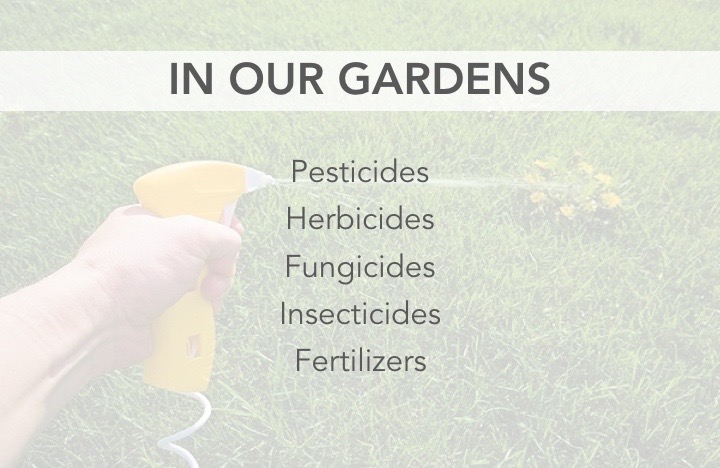 IN OUR GARDENS
Pesticides
Herbicides
Fungicides
Insecticides
Fertilizers